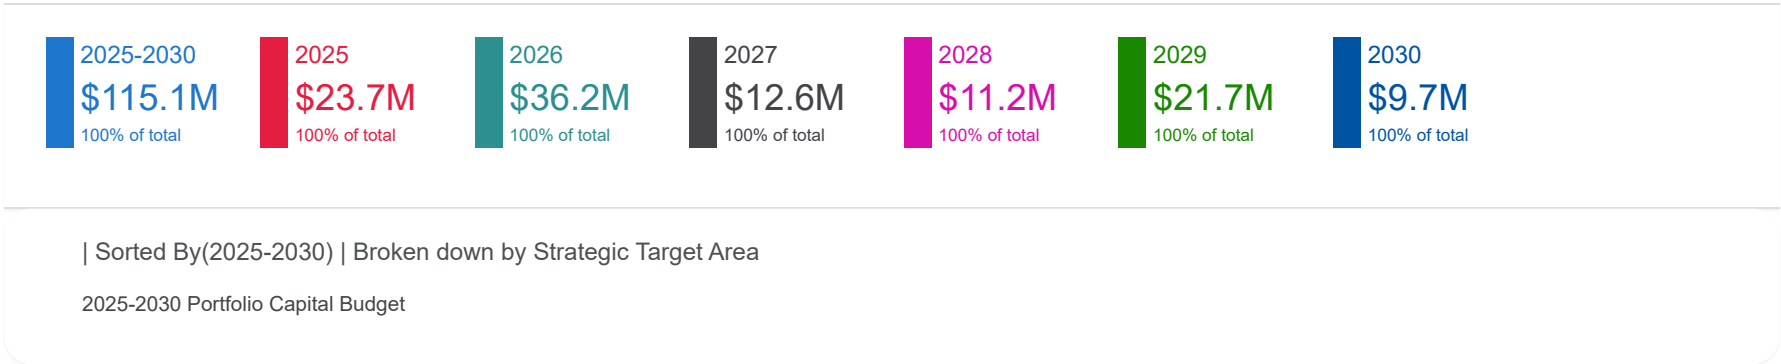 2025-2030
$115.1M
100% of total
2025
$23.7M
100% of total
2026
$36.2M
100% of total
2027
$12.6M
100% of total
2028
$11.2M
100% of total
2029
$21.7M
100% of total
2030
$9.7M
100% of total
| Sorted By(2025-2030) | Broken down by Strategic Target Area
2025-2030 Portfolio Capital Budget